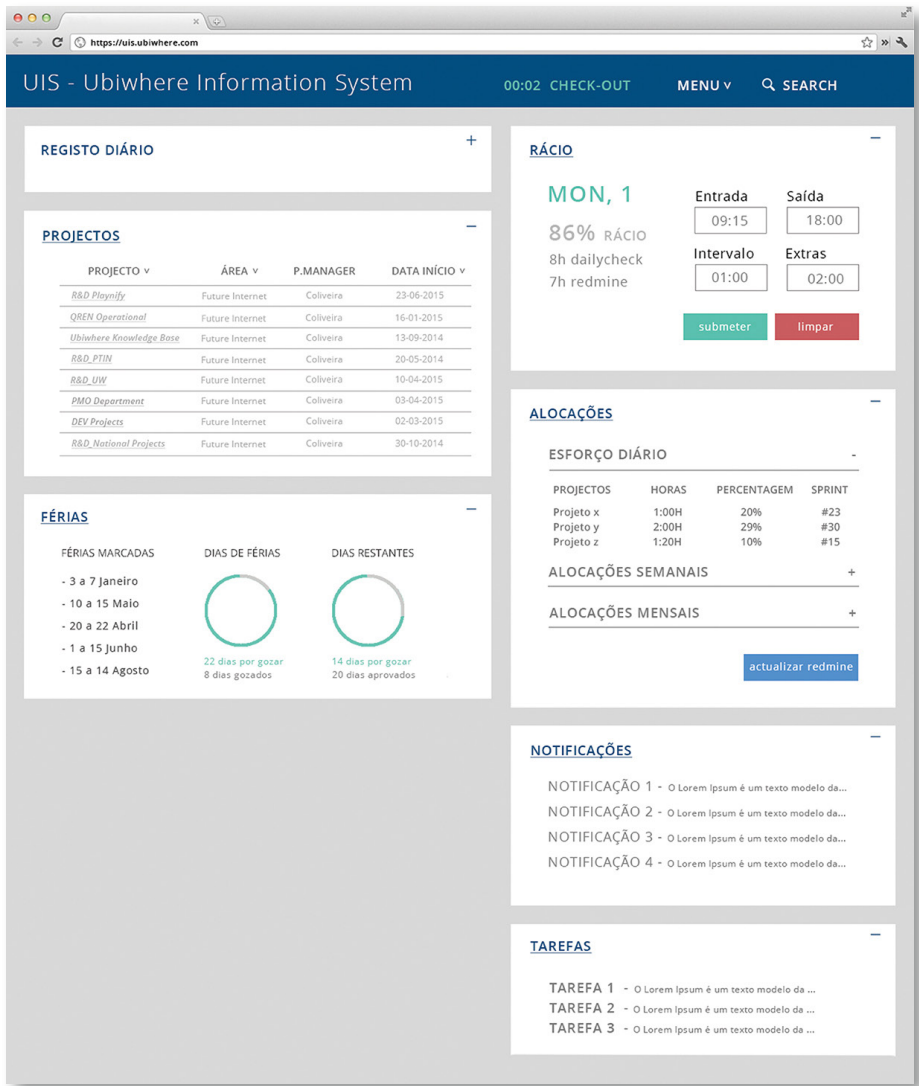 https://uis.ubiwhere.com
UIS - Ubiwhere Information System
00:02 CHECK-OUT
MENU v
SEARCH
REGISTO DIÁRIO
+
PROJECTOS
–
PROJECTO v ÁREA v P.MANAGER DATA INÍCIO v
R&D Playnify Future Internet Coliveira 23-06-2015
QREN Operational Future Internet Coliveira 16-01-2015
Ubiwhere Knowledge Base Future Internet Coliveira 13-09-2014
R&D_PTIN Future Internet Coliveira 20-05-2014
R&D_UW Future Internet Coliveira 10-04-2015
PMO Department Future Internet Coliveira 03-04-2015
DEV Projects Future Internet Coliveira 02-03-2015
R&D_National Projects Future Internet Coliveira 30-10-2014
FÉRIAS
–
FÉRIAS MARCADAS
- 3 a 7 Janeiro
- 10 a 15 Maio
- 20 a 22 Abril
- 1 a 15 Junho
- 15 a 14 Agosto
DIAS DE FÉRIAS
22 dias por gozar
8 dias gozados
DIAS RESTANTES
14 dias por gozar
20 dias aprovados
RÁCIO
–
MON, 1
86% RÁCIO
8h dailycheck
7h redmine
Entrada Saída
09:15 18:00
Intervalo Extras
01:00 02:00
submeter limpar
ALOCAÇÕES
–
ESFORÇO DIÁRIO -
PROJECTOS HORAS PERCENTAGEM SPRINT
Projeto x 1:00H 20% #23
Projeto y 2:00H 29% #30
Projeto z 1:20H 10% #15
ALOCAÇÕES SEMANAIS +
ALOCAÇÕES MENSAIS +
actualizar redmine
NOTIFICAÇÕES
–
NOTIFICAÇÃO 1 - O Lorem Ipsum é um texto modelo da...
NOTIFICAÇÃO 2 - O Lorem Ipsum é um texto modelo da...
NOTIFICAÇÃO 3 - O Lorem Ipsum é um texto modelo da...
NOTIFICAÇÃO 4 - O Lorem Ipsum é um texto modelo da...
TAREFAS
–
TAREFA 1 - O Lorem Ipsum é um texto modelo da ...
TAREFA 2 - O Lorem Ipsum é um texto modelo da ...
TAREFA 3 - O Lorem Ipsum é um texto modelo da ...